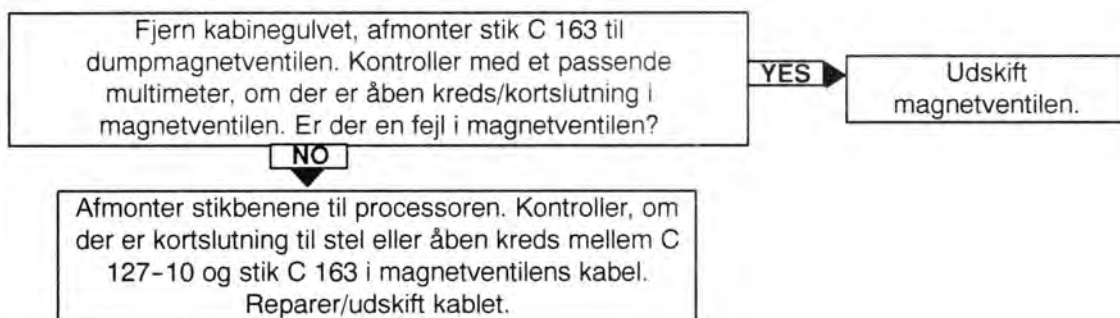 Fjern kabinegulvet, afmonter stik C 163 til
dumpmagnetventilen. Kontroller med et passende
multimeter, om der er åben kreds/kortslutning i
magnetventilen. Er der en fejl i magnetventilen?
YES
Udskift
magnetventilen.
NO
Afmonter stikbenene til processoren. Kontroller, om
der er kortslutning til stel eller åben kreds mellem C
127-10 og stik C 163 i magnetventilens kabel.
Reparer/udskift kablet.